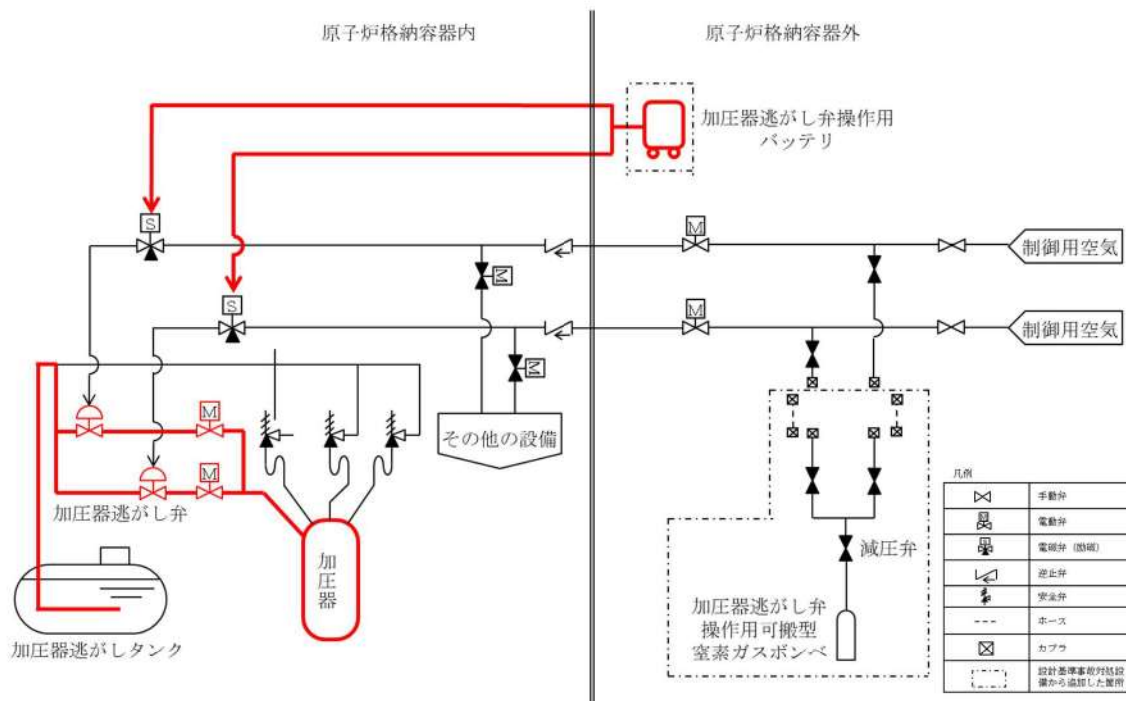 原子炉格納容器内
原子炉格納容器外
加圧器逃がし弁操作用
バッテリ
S
M
制御用空気
M
S
M
制御用空気
M
M
M
その他の設備
加圧器逃がし弁
加圧器
減圧弁
加圧器逃がし弁
操作用可搬型
窒素ガスボンベ
加圧器逃がしタンク
凡例
手動弁
M
電動弁
S
電磁弁（励磁）
逆止弁
安全弁
ホース
カプラ
設計基準事故対処設
備から追加した箇所